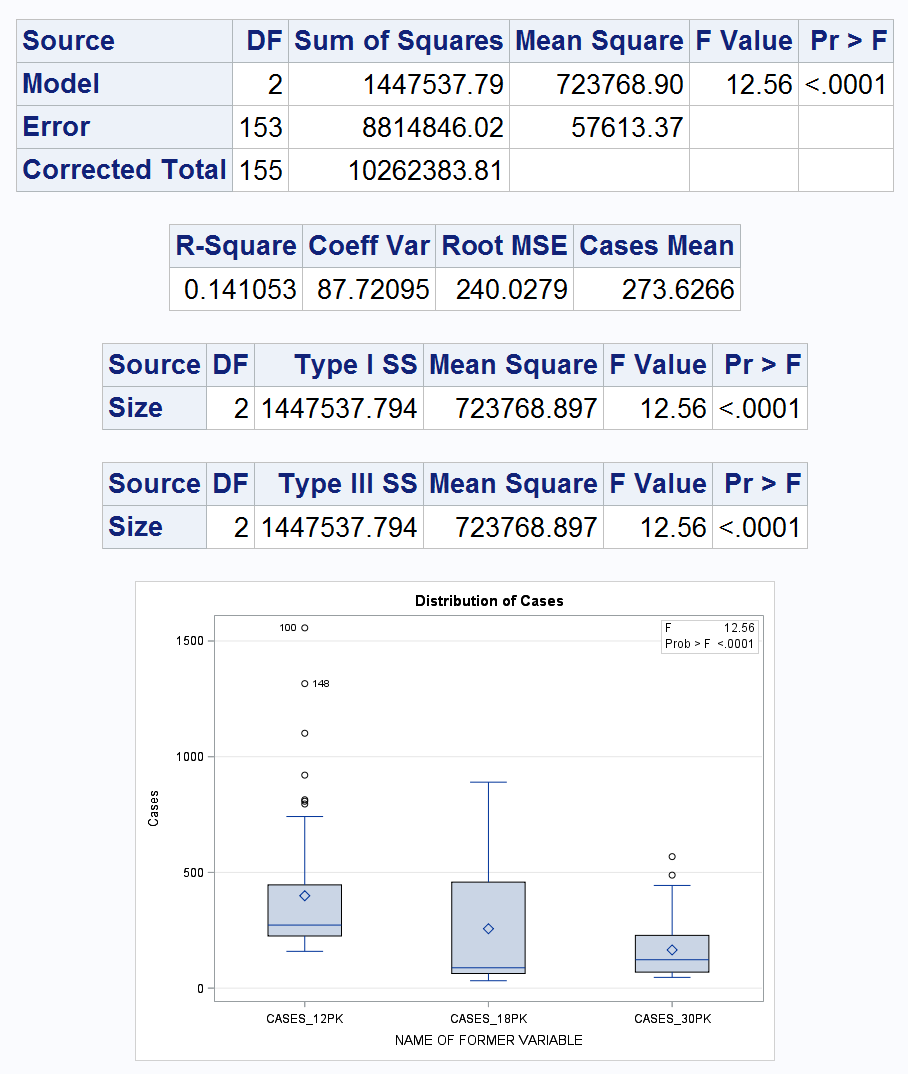 Source DF Sum of Squares Mean Square F Value Pr > F
Model 2 1447537.79 723768.90 12.56 <.0001
Error 153 8814846.02 57613.37
Corrected Total 155 10262383.81
R-Square Coeff Var Root MSE Cases Mean
0.141053 87.72095 240.0279 273.6266
Source DF Type I SS Mean Square F Value Pr > F
Size 2 1447537.794 723768.897 12.56 <.0001
Source DF Type III SS Mean Square F Value Pr > F
Size 2 1447537.794 723768.897 12.56 <.0001
Distribution of Cases
F 12.56
Prob > F <.0001
100
1500
148
1000
Cases
500
0
CASES_12PK CASES_18PK CASES_30PK
NAME OF FORMER VARIABLE